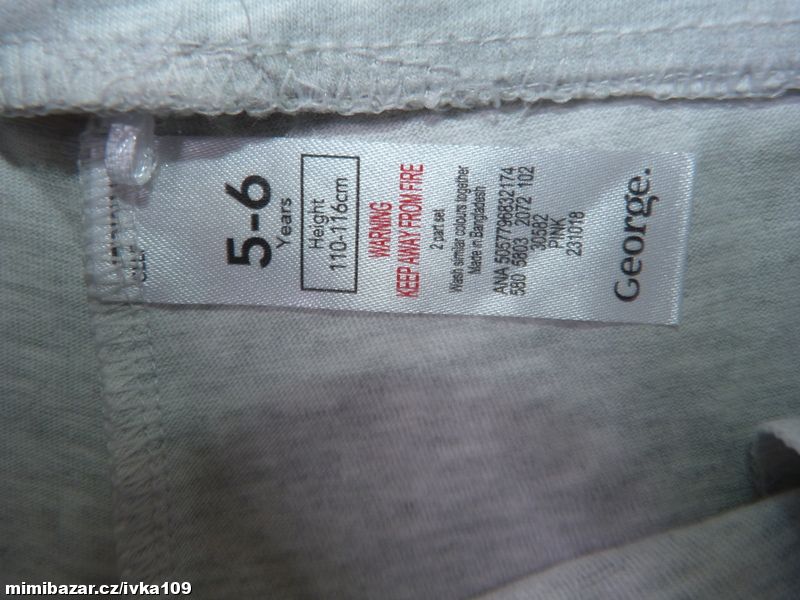 5-6
Years
Height
110-116cm
WARNING
KEEP AWAY FROM FIRE
2 part set
Wash similar colours together
Made in Bangladesh
ANA 5057796832174
580 5803 2072 102
30582
PINK
231018
George.
mimibazar.cz/ivka109